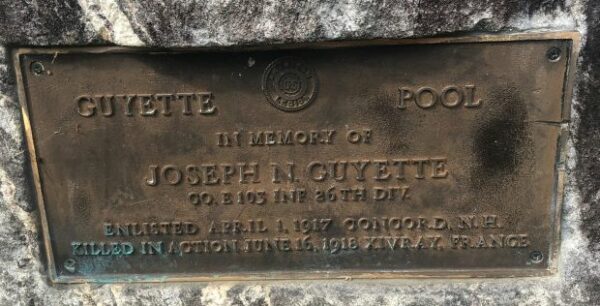 GUYETTE POOL
IN MEMORY OF
JOSEPH N. GUYETTE
CO. E 103 INF. 26TH DIV.
ENLISTED APRIL 1, 1917 CONCORD, N.H.
KILLED IN ACTION JUNE 16, 1918 XIVRAY, FRANCE